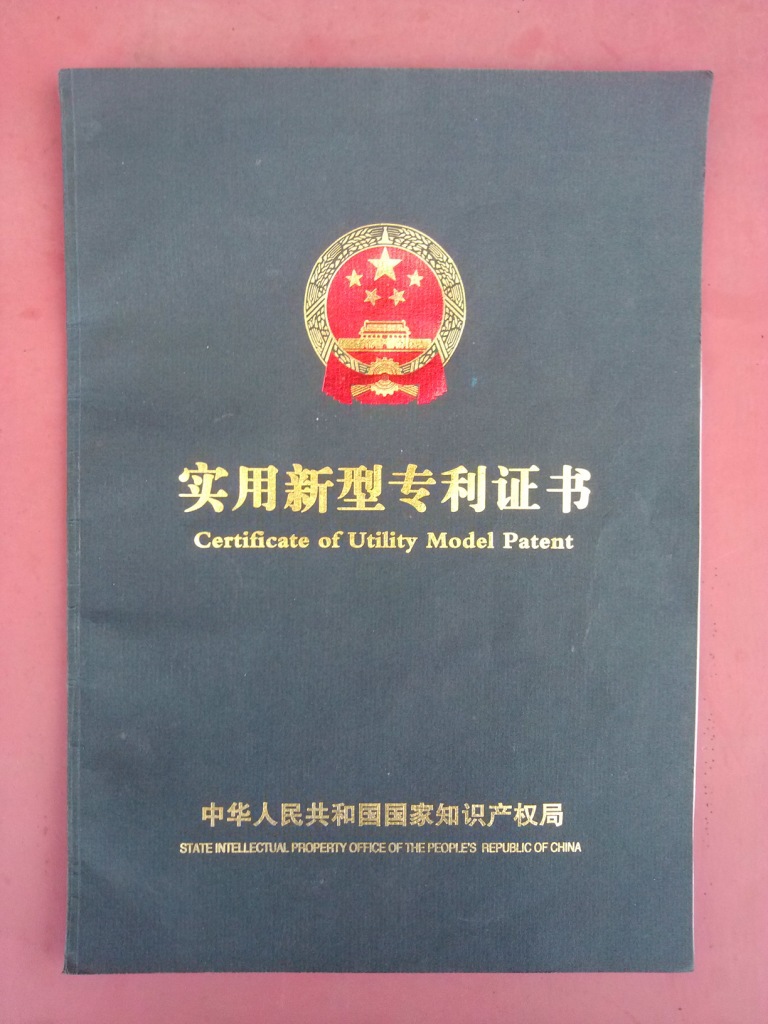 实用新型专利证书
Certificate of Utility Model Patent
中华人民共和国国家知识产权局
STATE INTELLECTUAL PROPERTY OFFICE OF THE PEOPLE'S REPUBLIC OF CHINA